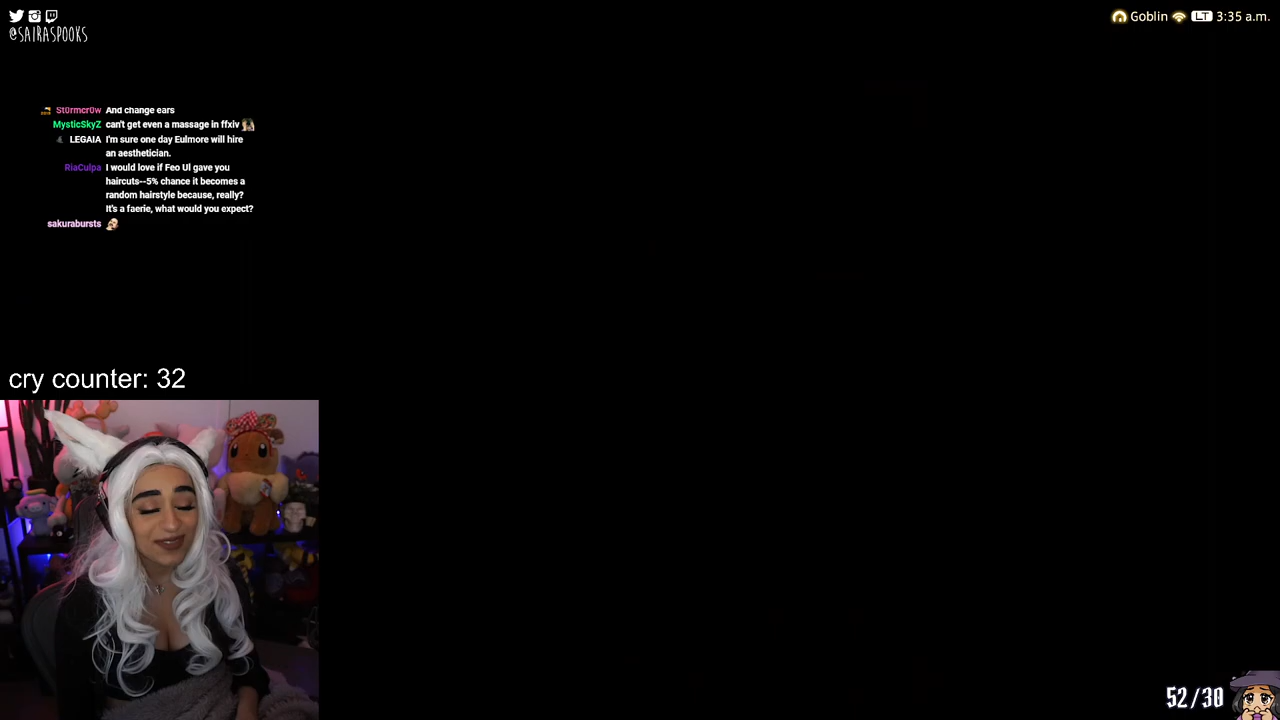 @SAIRASPOOKS
Goblin LT 3:35 a.m.
St0rmcr0w And change ears
MysticSkyZ can't get even a massage in ffxiv
LEGAIA I'm sure one day Eulmore will hire
an aesthetician.
RiaCulpa I would love if Feo Ul gave you
haircuts--5% chance it becomes a
random hairstyle because, really?
It's a faerie, what would you expect?
sakurabursts
cry counter: 32
52/30